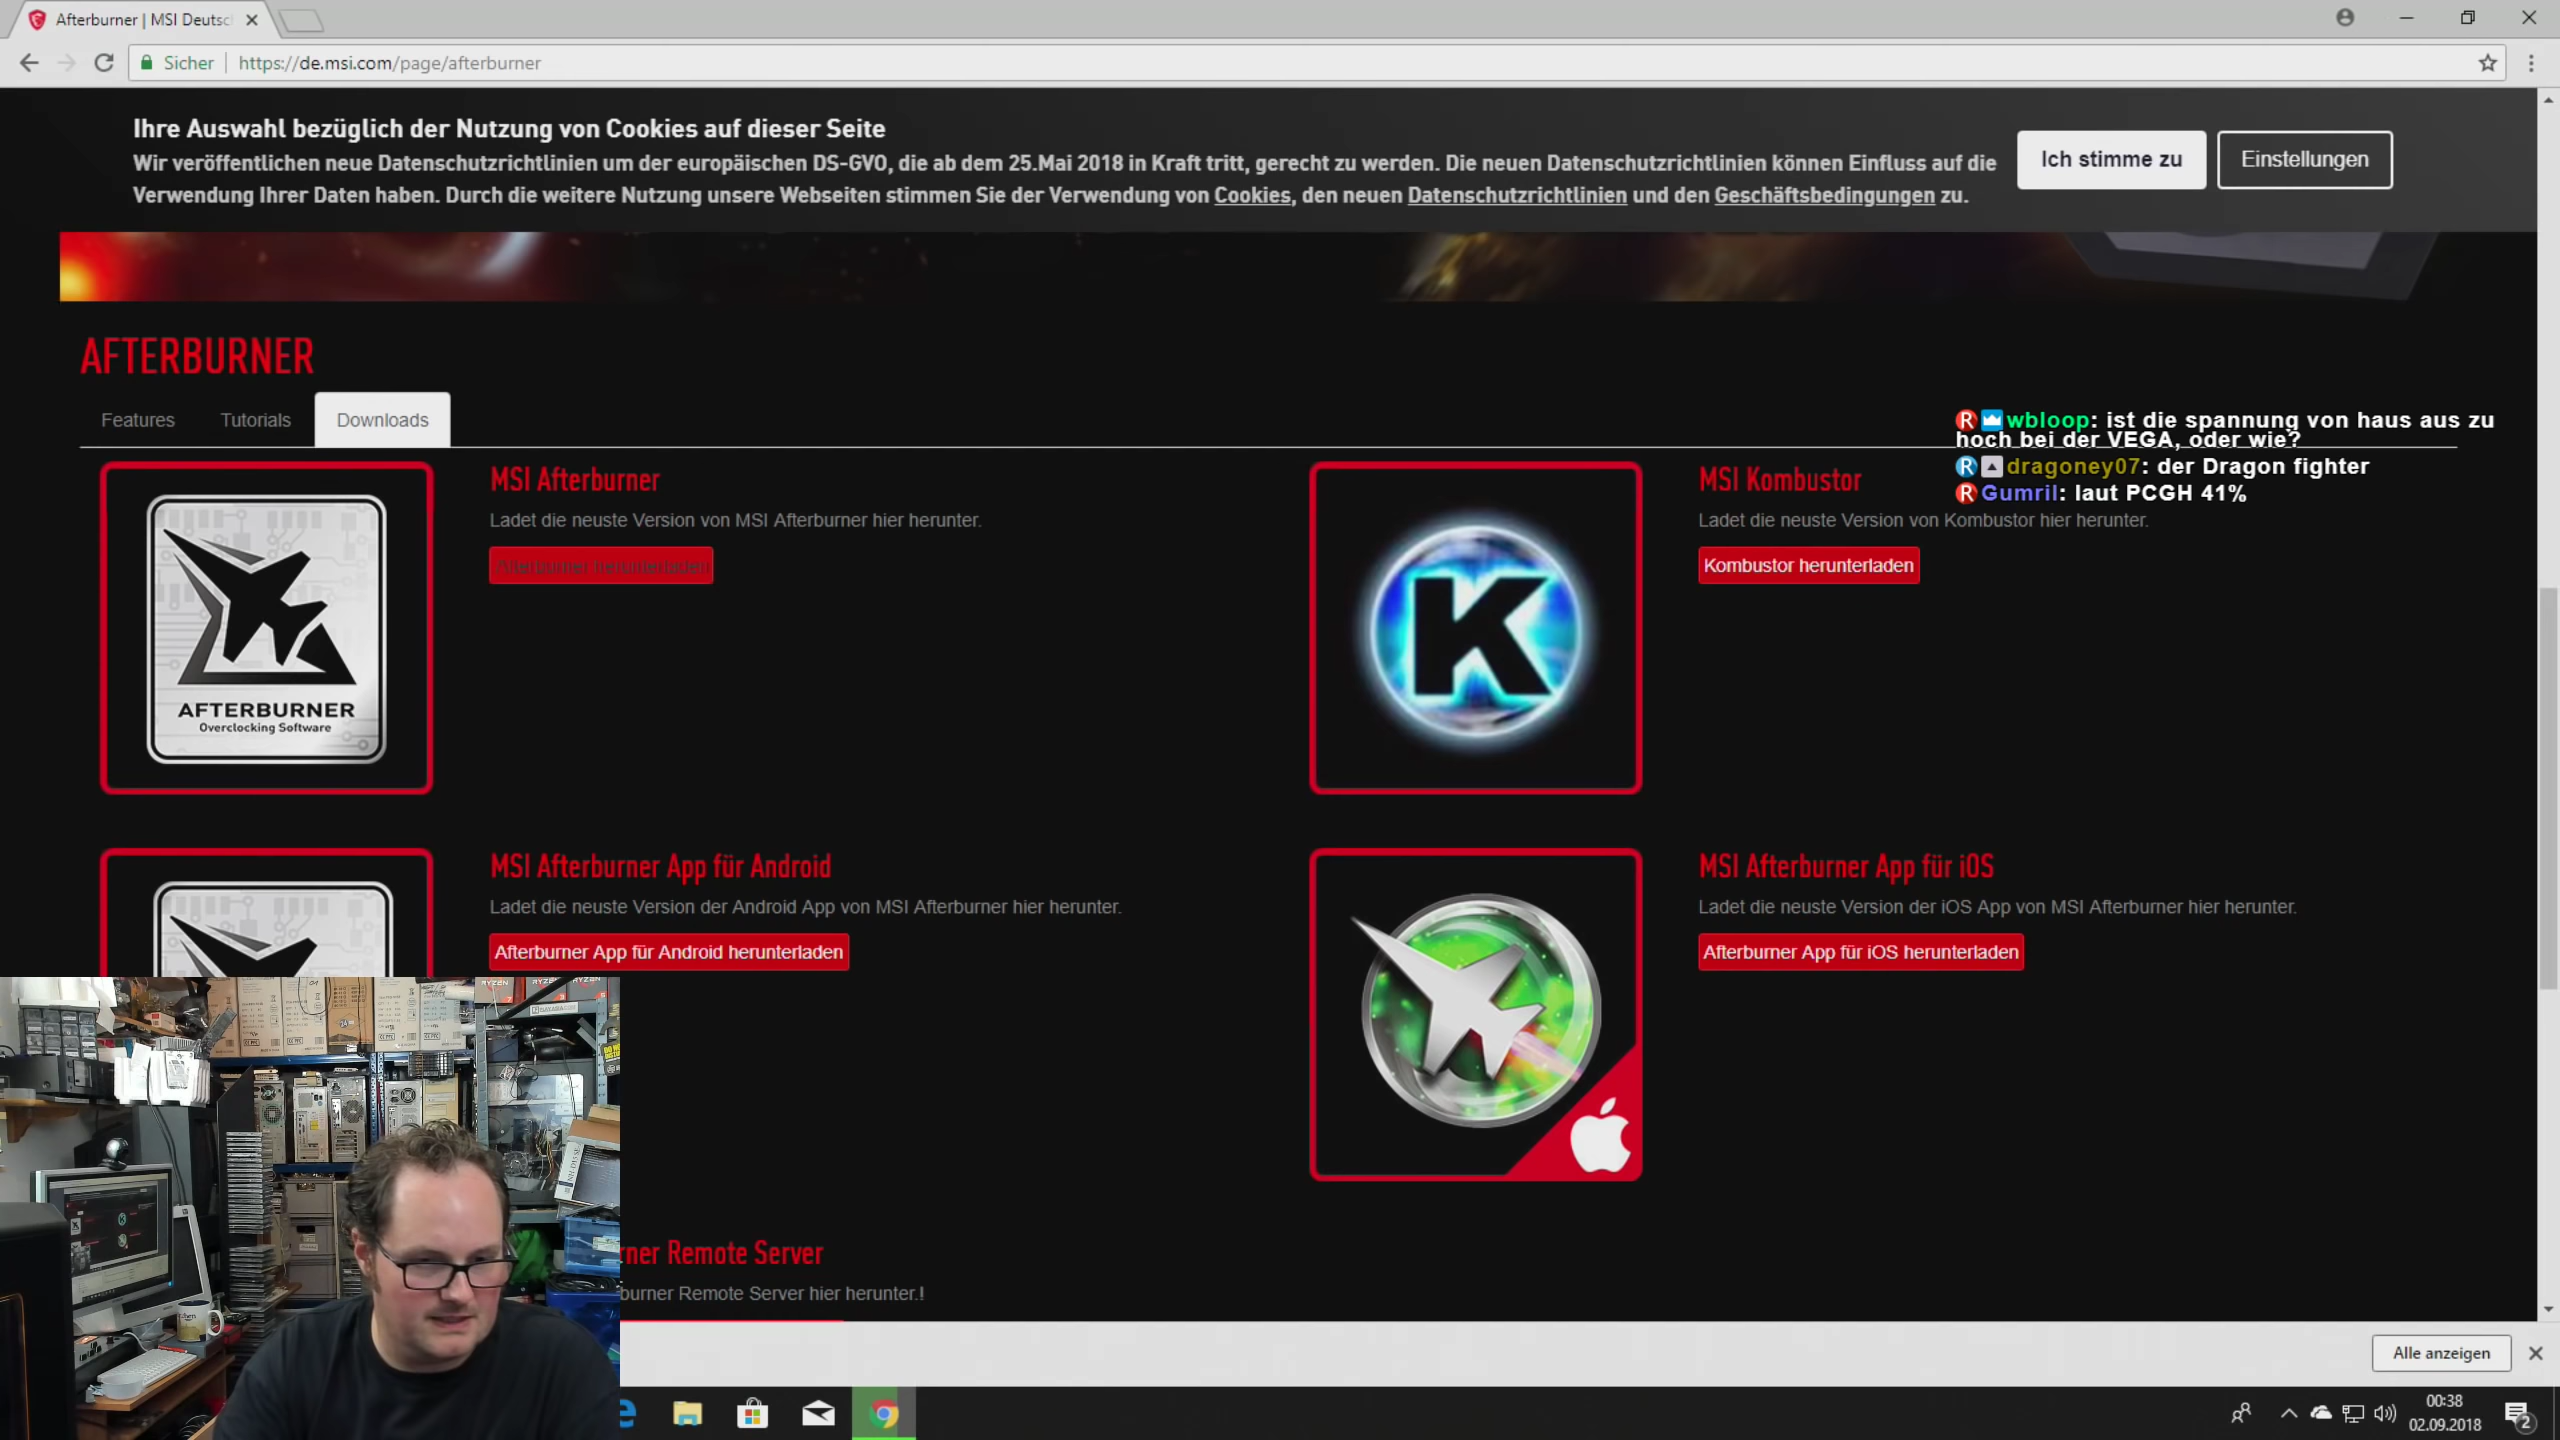 Afterburner | MSI Deutsc
Sicher
https://de.msi.com/page/afterburner
Ihre Auswahl bezüglich der Nutzung von Cookies auf dieser Seite
Wir veröffentlichen neue Datenschutzrichtlinien um der europäischen DS-GVO, die ab dem 25.Mai 2018 in Kraft tritt, gerecht zu werden. Die neuen Datenschutzrichtlinien können Einfluss auf die
Verwendung Ihrer Daten haben. Durch die weitere Nutzung unsere Webseiten stimmen Sie der Verwendung von Cookies, den neuen Datenschutzrichtlinien und den Geschäftsbedingungen zu.
Ich stimme zu
Einstellungen
AFTERBURNER
Features
Tutorials
Downloads
wbloop: ist die spannung von haus aus zu
hoch bei der VEGA, oder wie?
dragoney07: der Dragon fighter
Gumril: laut PCGH 41%
MSI Afterburner
Ladet die neuste Version von MSI Afterburner hier herunter.
Afterburner herunterladen
AFTERBURNER
Overclocking Software
MSI Kombustor
Ladet die neuste Version von Kombustor hier herunter.
Kombustor herunterladen
K
MSI Afterburner App für Android
Ladet die neuste Version der Android App von MSI Afterburner hier herunter.
Afterburner App für Android herunterladen
MSI Afterburner App für iOS
Ladet die neuste Version der iOS App von MSI Afterburner hier herunter.
Afterburner App für iOS herunterladen
RYZEN
RYZEN
RYZEN
rner Remote Server
burner Remote Server hier herunter.!
Alle anzeigen
00:38
02.09.2018
2